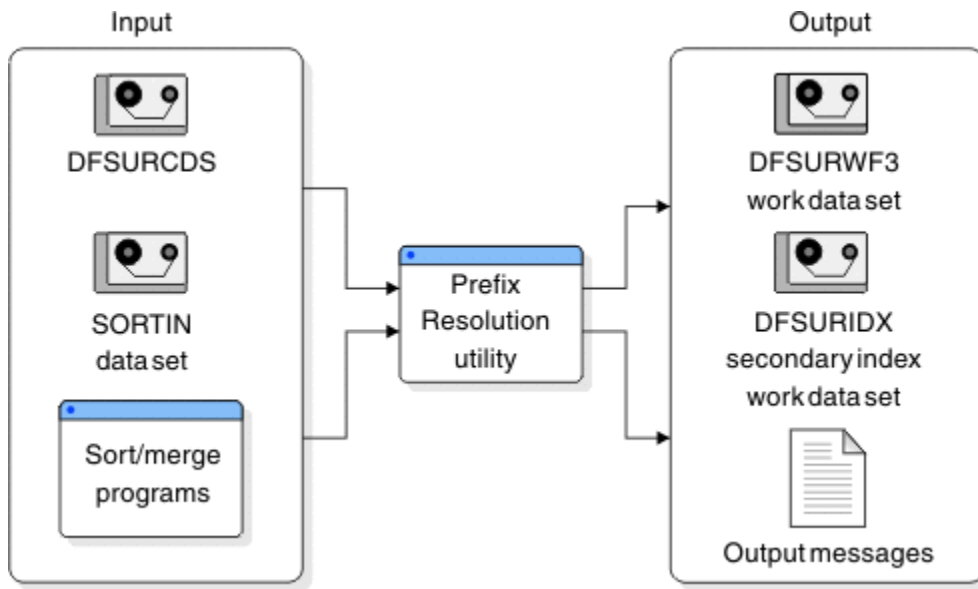 Input
DFSURCDS
SORTIN
data set
Sort/merge
programs
Prefix
Resolution
utility
Output
DFSURWF3
work data set
DFSURIDX
secondary index
work data set
Output messages